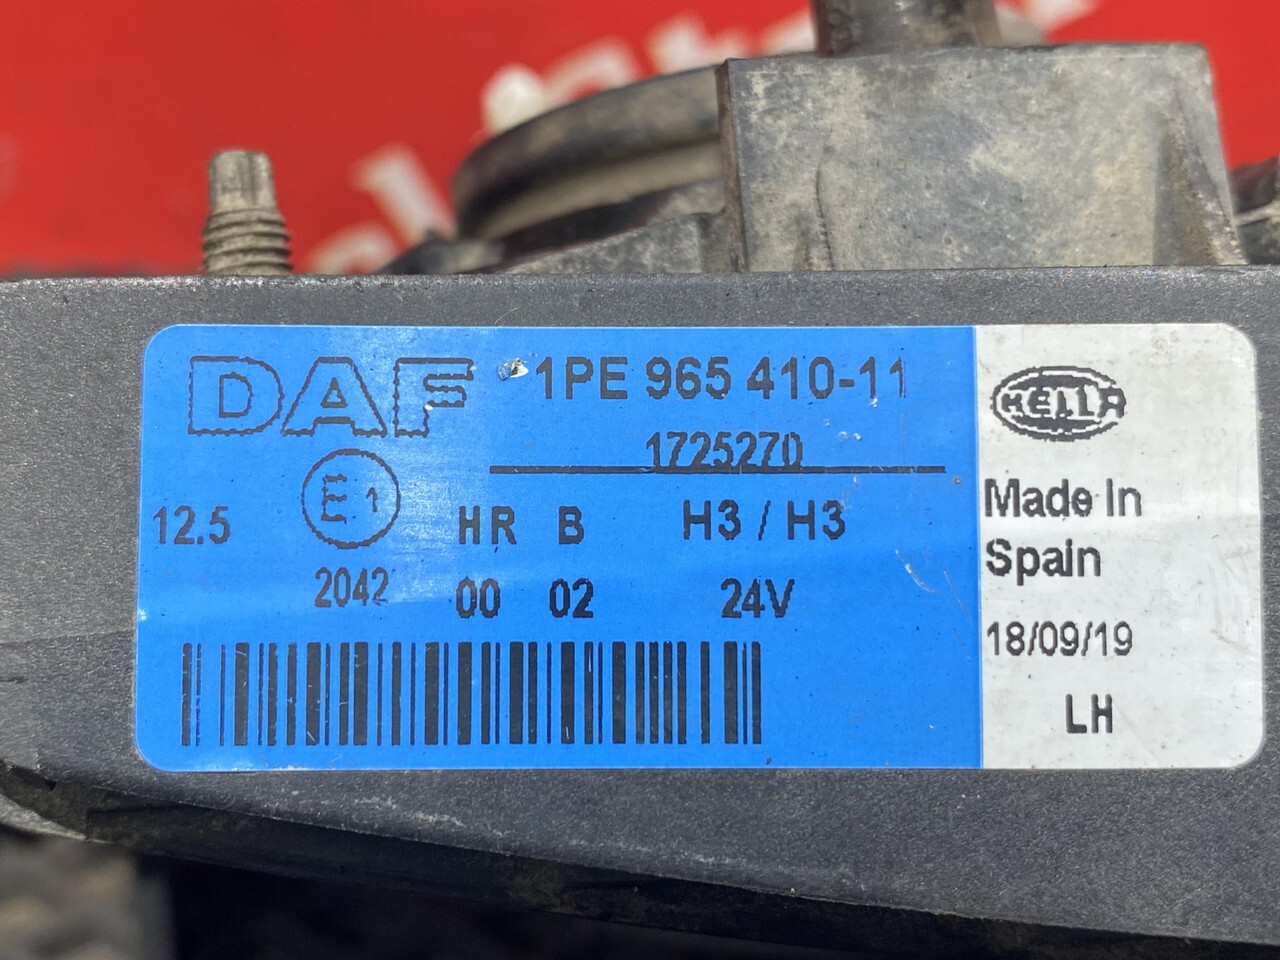 DAF 1PE 965 410-11
1725270
12.5 E1 HR B H3 / H3
2042 00 02 24V
HELLA
Made In
Spain
18/09/19
LH